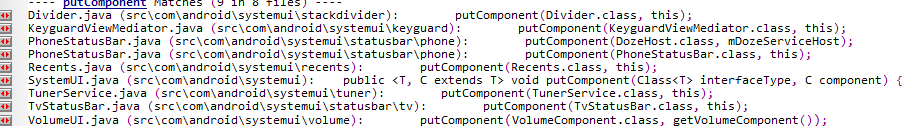 ---- putComponent Matches (9 in 8 files) ----
Divider.java (src\com\android\systemui\stackdivider):        putComponent(Divider.class, this);
KeyguardViewMediator.java (src\com\android\systemui\keyguard):        putComponent(KeyguardViewMediator.class, this);
PhoneStatusBar.java (src\com\android\systemui\statusbar\phone):        putComponent(DozeHost.class, mDozeServiceHost);
PhoneStatusBar.java (src\com\android\systemui\statusbar\phone):        putComponent(PhoneStatusBar.class, this);
Recents.java (src\com\android\systemui\recents):        putComponent(Recents.class, this);
SystemUI.java (src\com\android\systemui):    public <T, C extends T> void putComponent(Class<T> interfaceType, C component) {
TunerService.java (src\com\android\systemui\tuner):        putComponent(TunerService.class, this);
TvStatusBar.java (src\com\android\systemui\statusbar\tv):        putComponent(TvStatusBar.class, this);
VolumeUI.java (src\com\android\systemui\volume):        putComponent(VolumeComponent.class, getVolumeComponent());